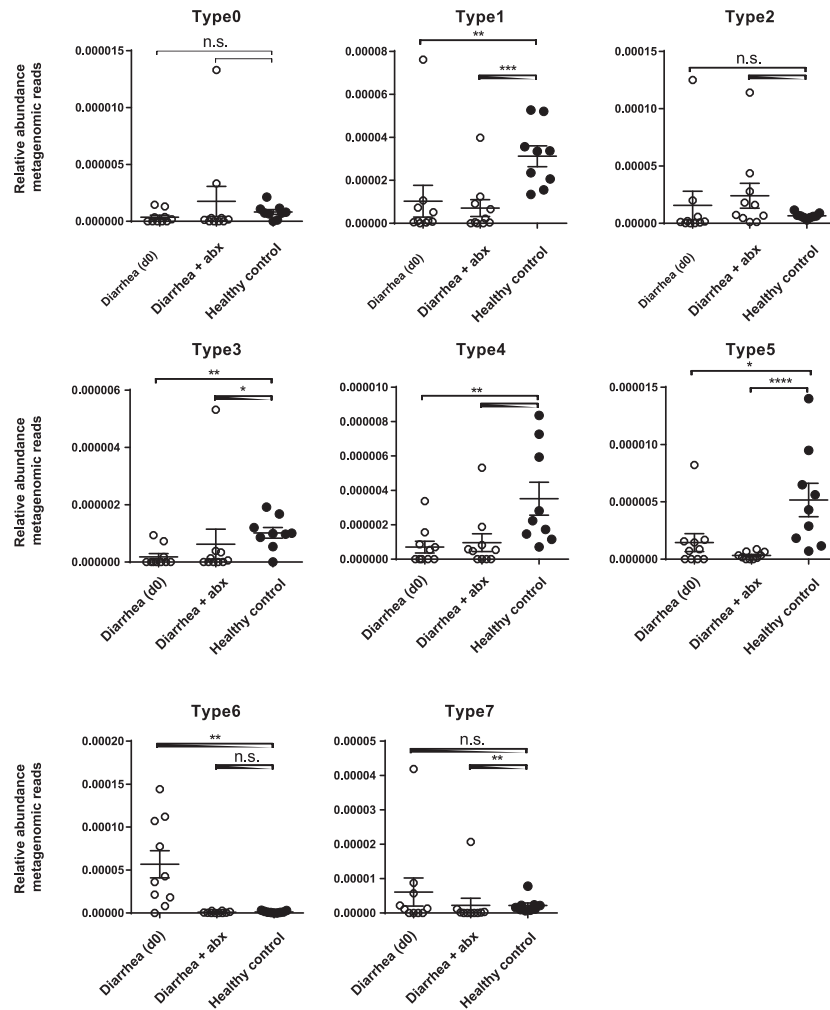 Type0
Relative abundance
metagenomic reads
0.000015
0.000010
0.000005
0.000000
n.s.
Diarrhea (d0)
Diarrhea + abx
Healthy control
Type1
0.00008
0.00006
0.00004
0.00002
0.00000
**
***
Diarrhea (d0)
Diarrhea + abx
Healthy control
Type2
0.00015
0.00010
0.00005
0.00000
n.s.
Diarrhea (d0)
Diarrhea + abx
Healthy control
Type3
Relative abundance
metagenomic reads
0.000006
0.000004
0.000002
0.000000
**
*
Diarrhea (d0)
Diarrhea + abx
Healthy control
Type4
0.000010
0.000008
0.000006
0.000004
0.000002
0.000000
**
Diarrhea (d0)
Diarrhea + abx
Healthy control
Type5
0.000015
0.000010
0.000005
0.000000
*
****
Diarrhea (d0)
Diarrhea + abx
Healthy control
Type6
Relative abundance
metagenomic reads
0.00020
0.00015
0.00010
0.00005
0.00000
**
n.s.
Diarrhea (d0)
Diarrhea + abx
Healthy control
Type7
0.00005
0.00004
0.00003
0.00002
0.00001
0.00000
n.s.
**
Diarrhea (d0)
Diarrhea + abx
Healthy control